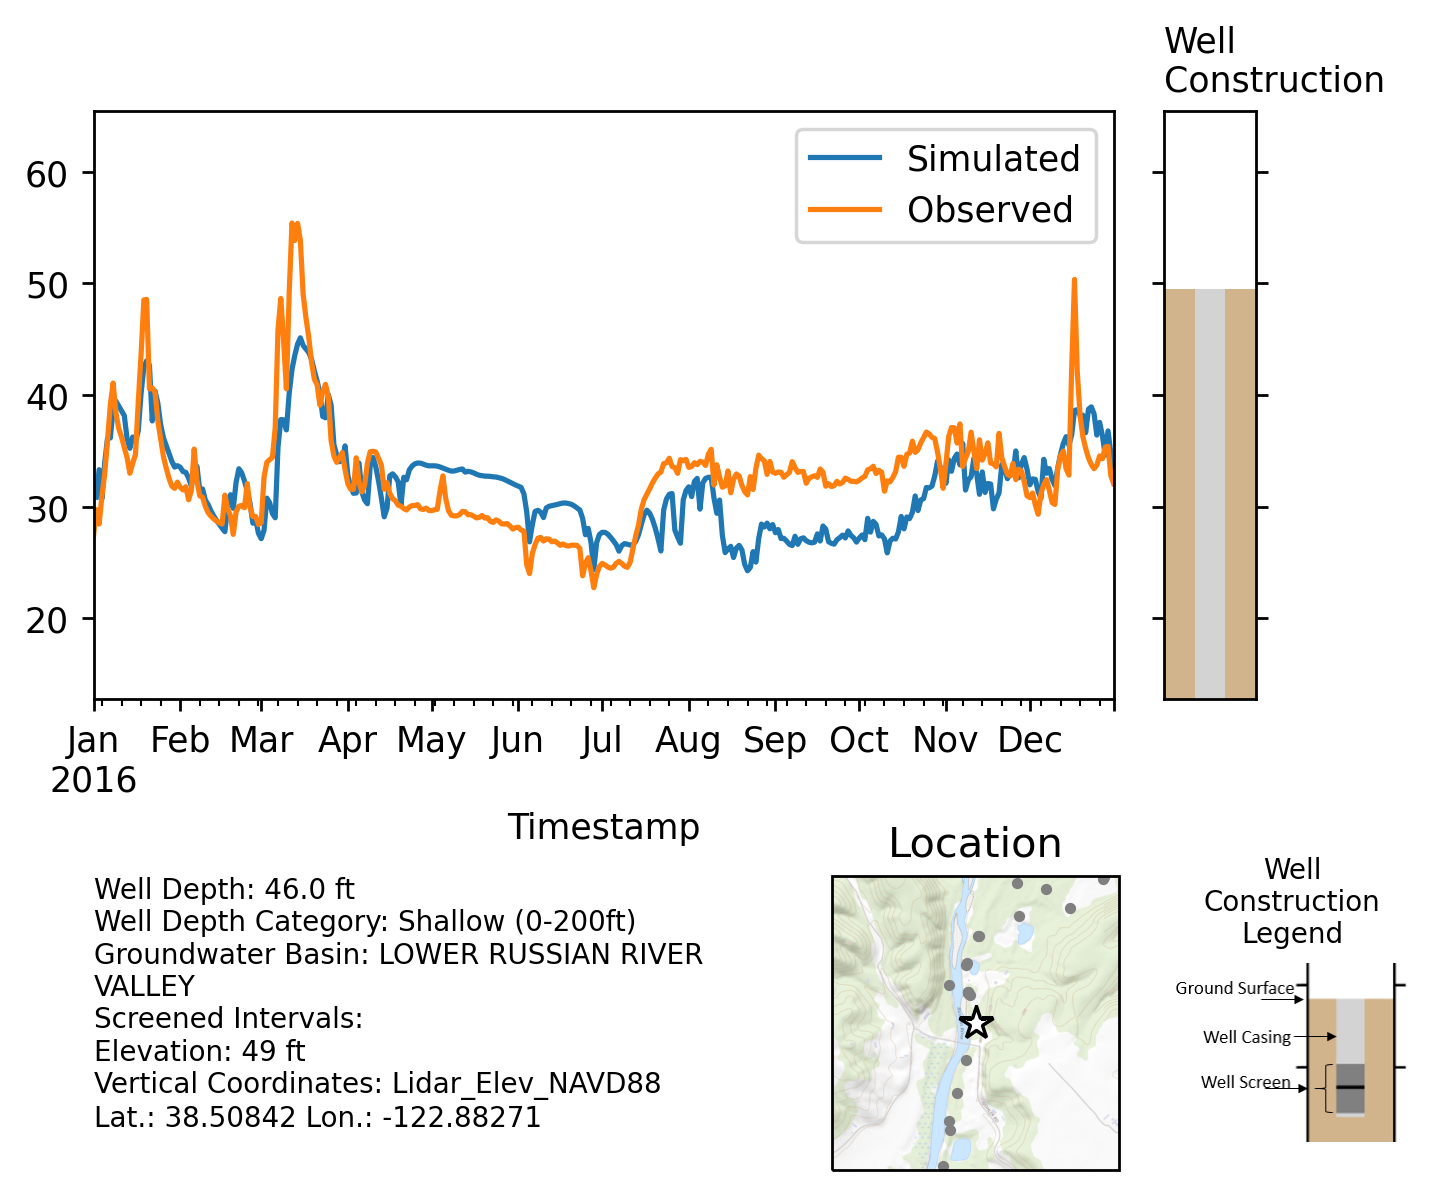 Well
Construction
60
50
40
30
20
Simulated
Observed
Jan
2016
Feb
Mar
Apr
May
Jun
Jul
Aug
Sep
Oct
Nov
Dec
Timestamp
Well Depth: 46.0 ft
Well Depth Category: Shallow (0-200ft)
Groundwater Basin: LOWER RUSSIAN RIVER
VALLEY
Screened Intervals:
Elevation: 49 ft
Vertical Coordinates: Lidar_Elev_NAVD88
Lat.: 38.50842 Lon.: -122.88271
Location
Well
Construction
Legend
Ground Surface
Well Casing
Well Screen